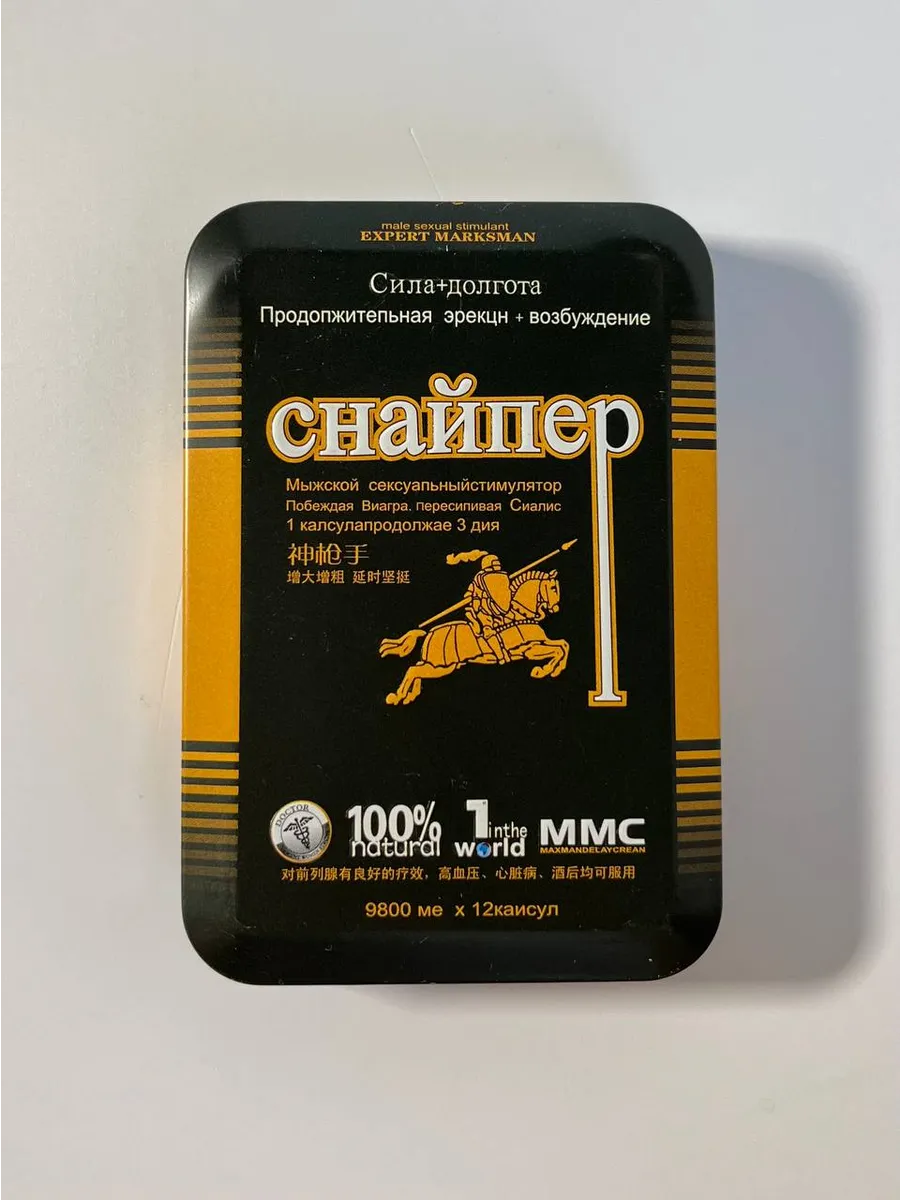 male sexual stimulant
EXPERT MARKSMAN
Сила+долгота
Продопжитепьная эрекцн + возбуждение
снайпер
Мыжской сексуальныйстимулятор
Побеждая Виагра. пересипивая Сиалис
1 калсулапродолжае 3 дия
神枪手
增大增粗 延时坚挺
DOCTOR
100% natural
1 in the world
MMC
MAXMANDELAYCREAN
对前列腺有良好的疗效，高血压、心脏病、酒后均可服用
9800 ме х 12каисул